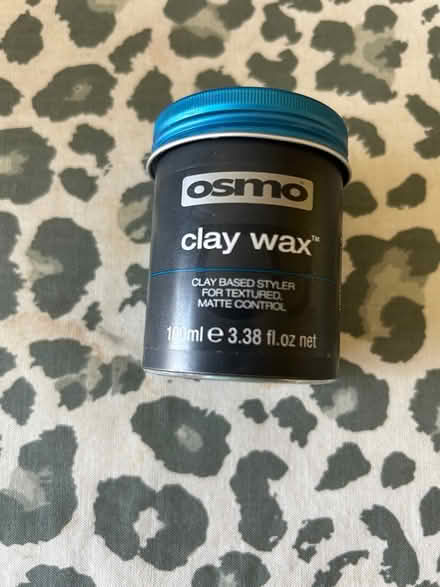 osmo
clay wax™
CLAY BASED STYLER
FOR TEXTURED,
MATTE CONTROL
100ml e 3.38 fl.oz net